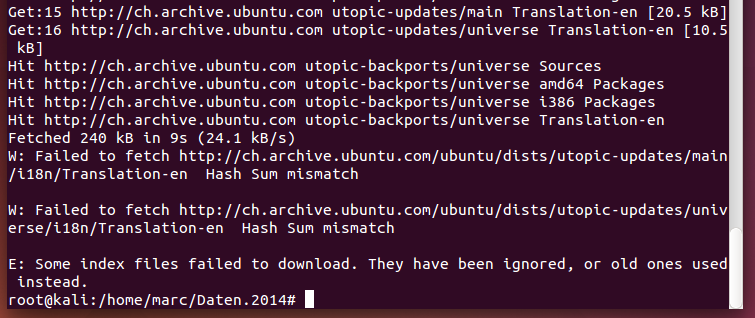 Get:15 http://ch.archive.ubuntu.com utopic-updates/main Translation-en [20.5 kB]
Get:16 http://ch.archive.ubuntu.com utopic-updates/universe Translation-en [10.5
 kB]
Hit http://ch.archive.ubuntu.com utopic-backports/universe Sources
Hit http://ch.archive.ubuntu.com utopic-backports/universe amd64 Packages
Hit http://ch.archive.ubuntu.com utopic-backports/universe i386 Packages
Hit http://ch.archive.ubuntu.com utopic-backports/universe Translation-en
Fetched 240 kB in 9s (24.1 kB/s)
W: Failed to fetch http://ch.archive.ubuntu.com/ubuntu/dists/utopic-updates/main
/i18n/Translation-en  Hash Sum mismatch

W: Failed to fetch http://ch.archive.ubuntu.com/ubuntu/dists/utopic-updates/univ
erse/i18n/Translation-en  Hash Sum mismatch

E: Some index files failed to download. They have been ignored, or old ones used
 instead.
root@kali:/home/marc/Daten.2014#